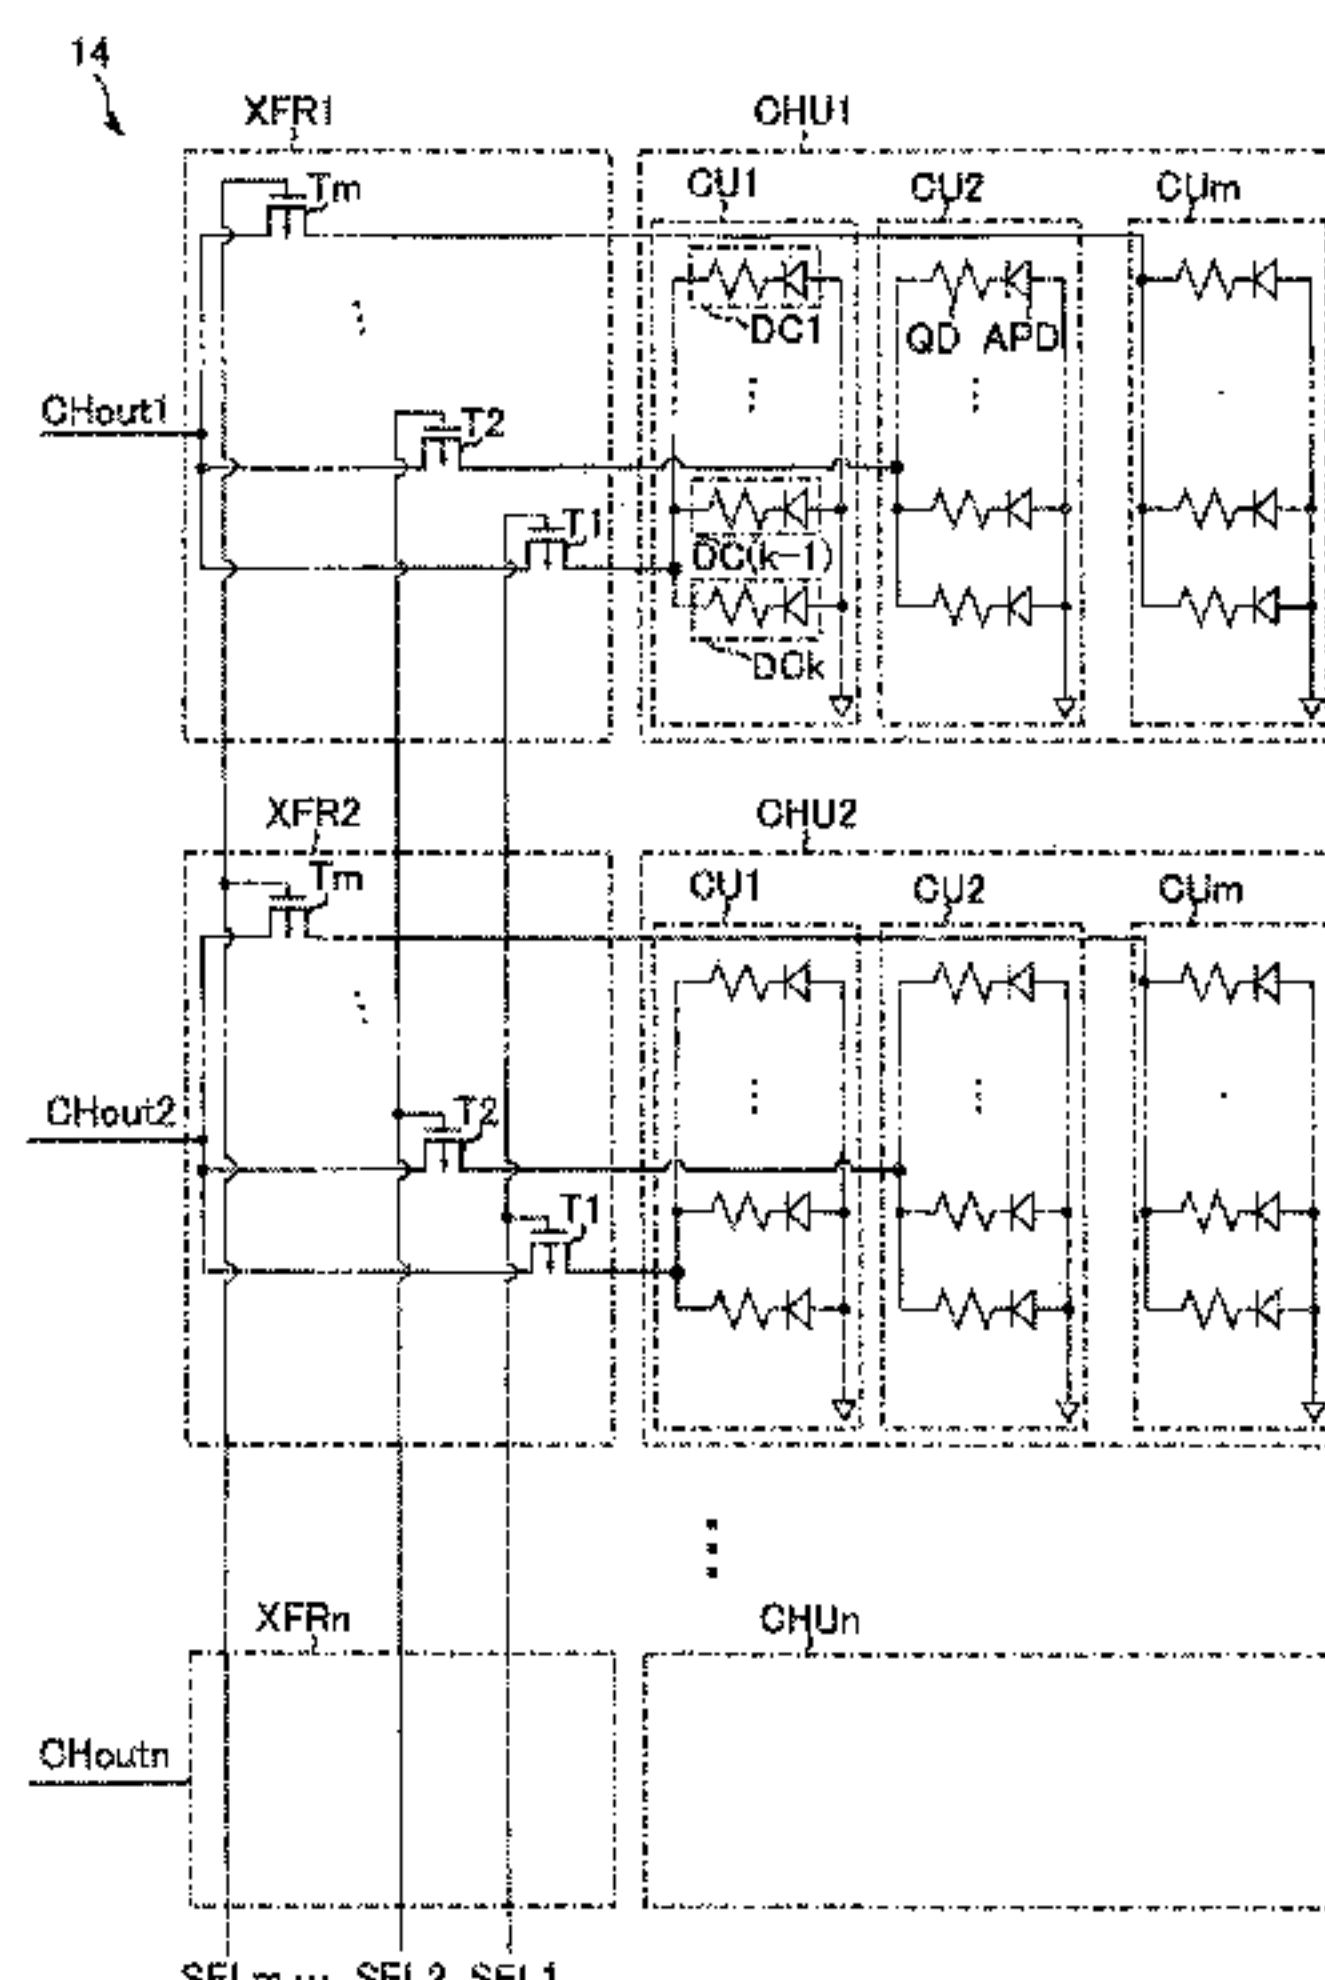 14
XFR1 CHU1
Tm CU1 CU2 CUm
DC1 QD APD
CHout1 T2
T1 DC(k-1)
DCk
XFR2 CHU2
Tm CU1 CU2 CUm
CHout2 T2
T1
XFRn CHUn
CHoutn
SELm ... SEL2 SEL1